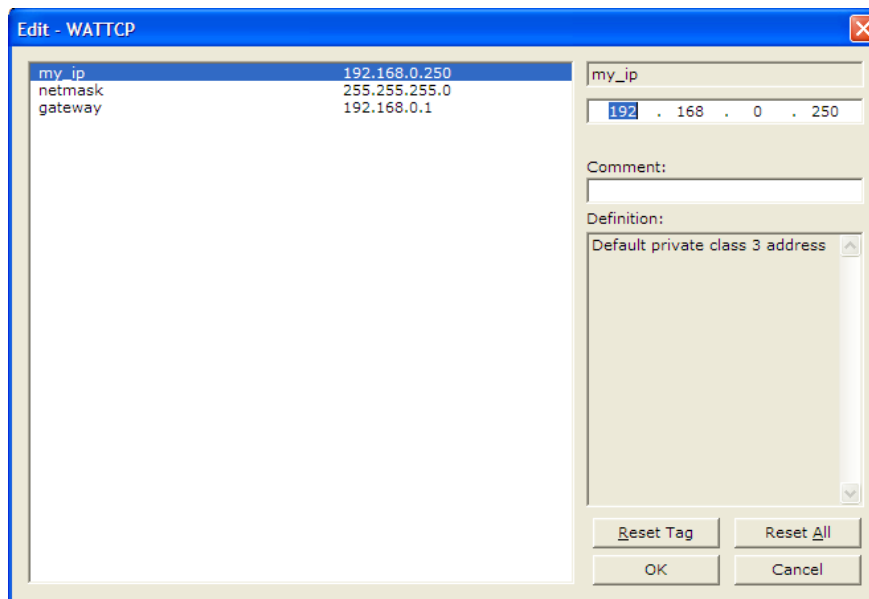 Edit - WATTCP
my_ip 192.168.0.250
netmask 255.255.255.0
gateway 192.168.0.1
my_ip
192 . 168 . 0 . 250
Comment:
Definition:
Default private class 3 address
Reset Tag Reset All
OK Cancel